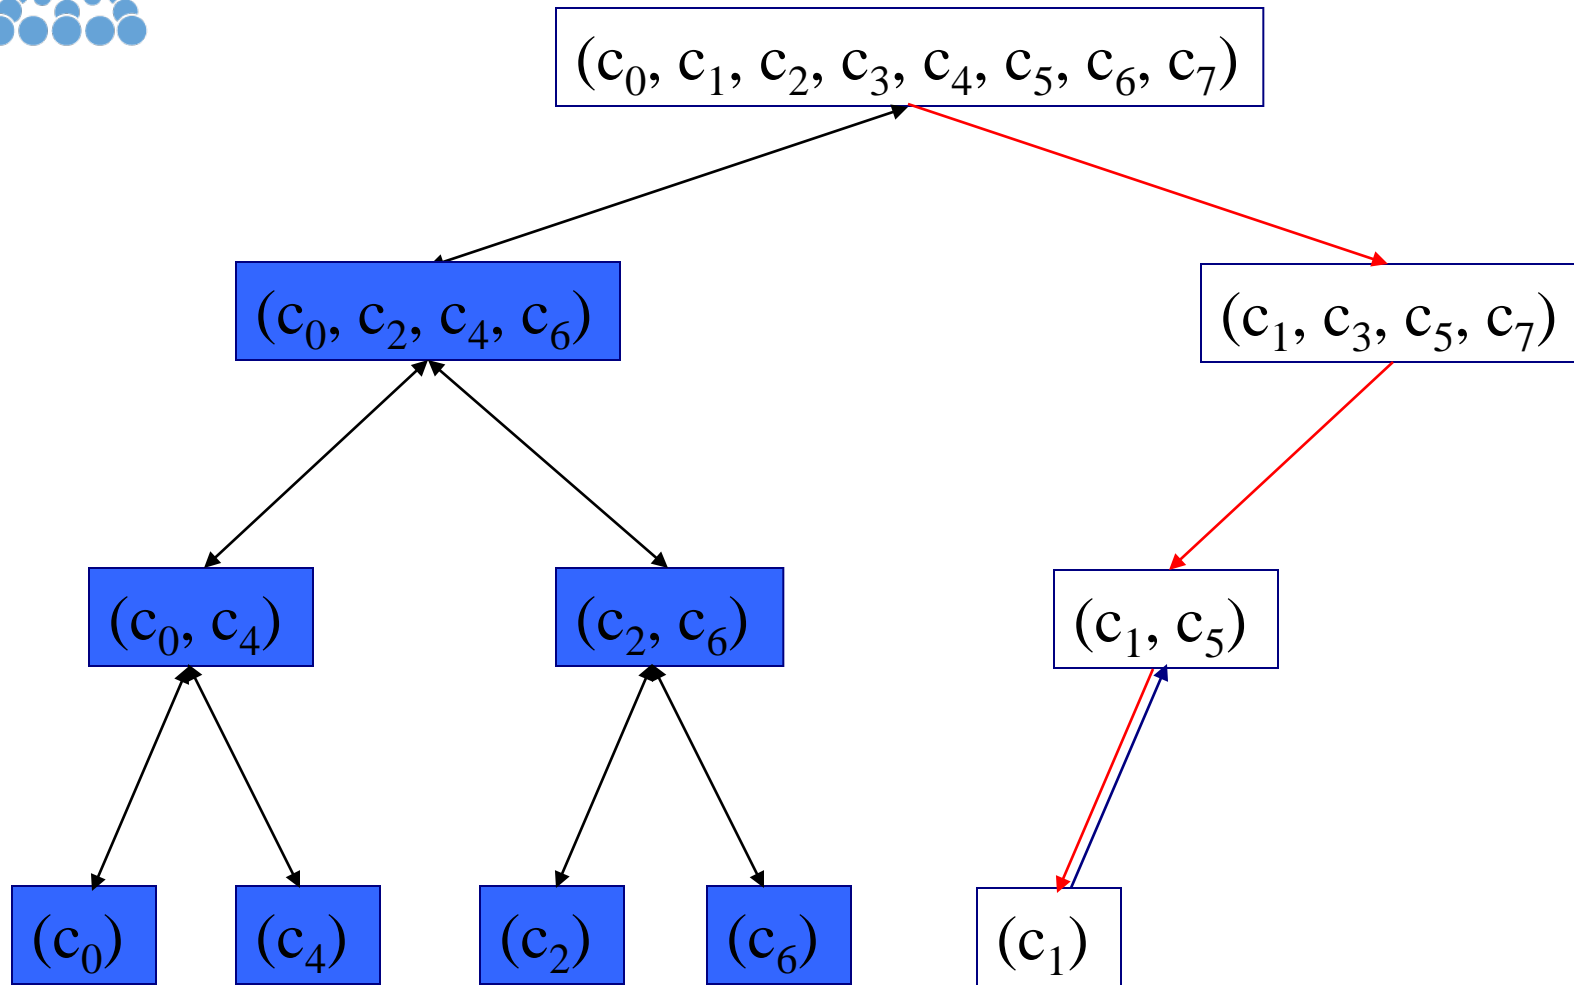 (c₀, c₁, c₂, c₃, c₄, c₅, c₆, c₇)
(c₀, c₂, c₄, c₆)
(c₁, c₃, c₅, c₇)
(c₀, c₄)
(c₂, c₆)
(c₁, c₅)
(c₀)
(c₄)
(c₂)
(c₆)
(c₁)